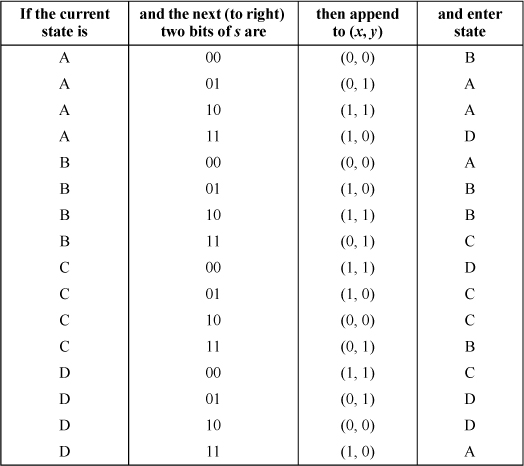 If the current and the next (to right) then append and enter
state is two bits of s are to (x, y) state
A 00 (0, 0) B
A 01 (0, 1) A
A 10 (1, 1) A
A 11 (1, 0) D
B 00 (0, 0) A
B 01 (1, 0) B
B 10 (1, 1) B
B 11 (0, 1) C
C 00 (1, 1) D
C 01 (1, 0) C
C 10 (0, 0) C
C 11 (0, 1) B
D 00 (1, 1) C
D 01 (0, 1) D
D 10 (0, 0) D
D 11 (1, 0) A